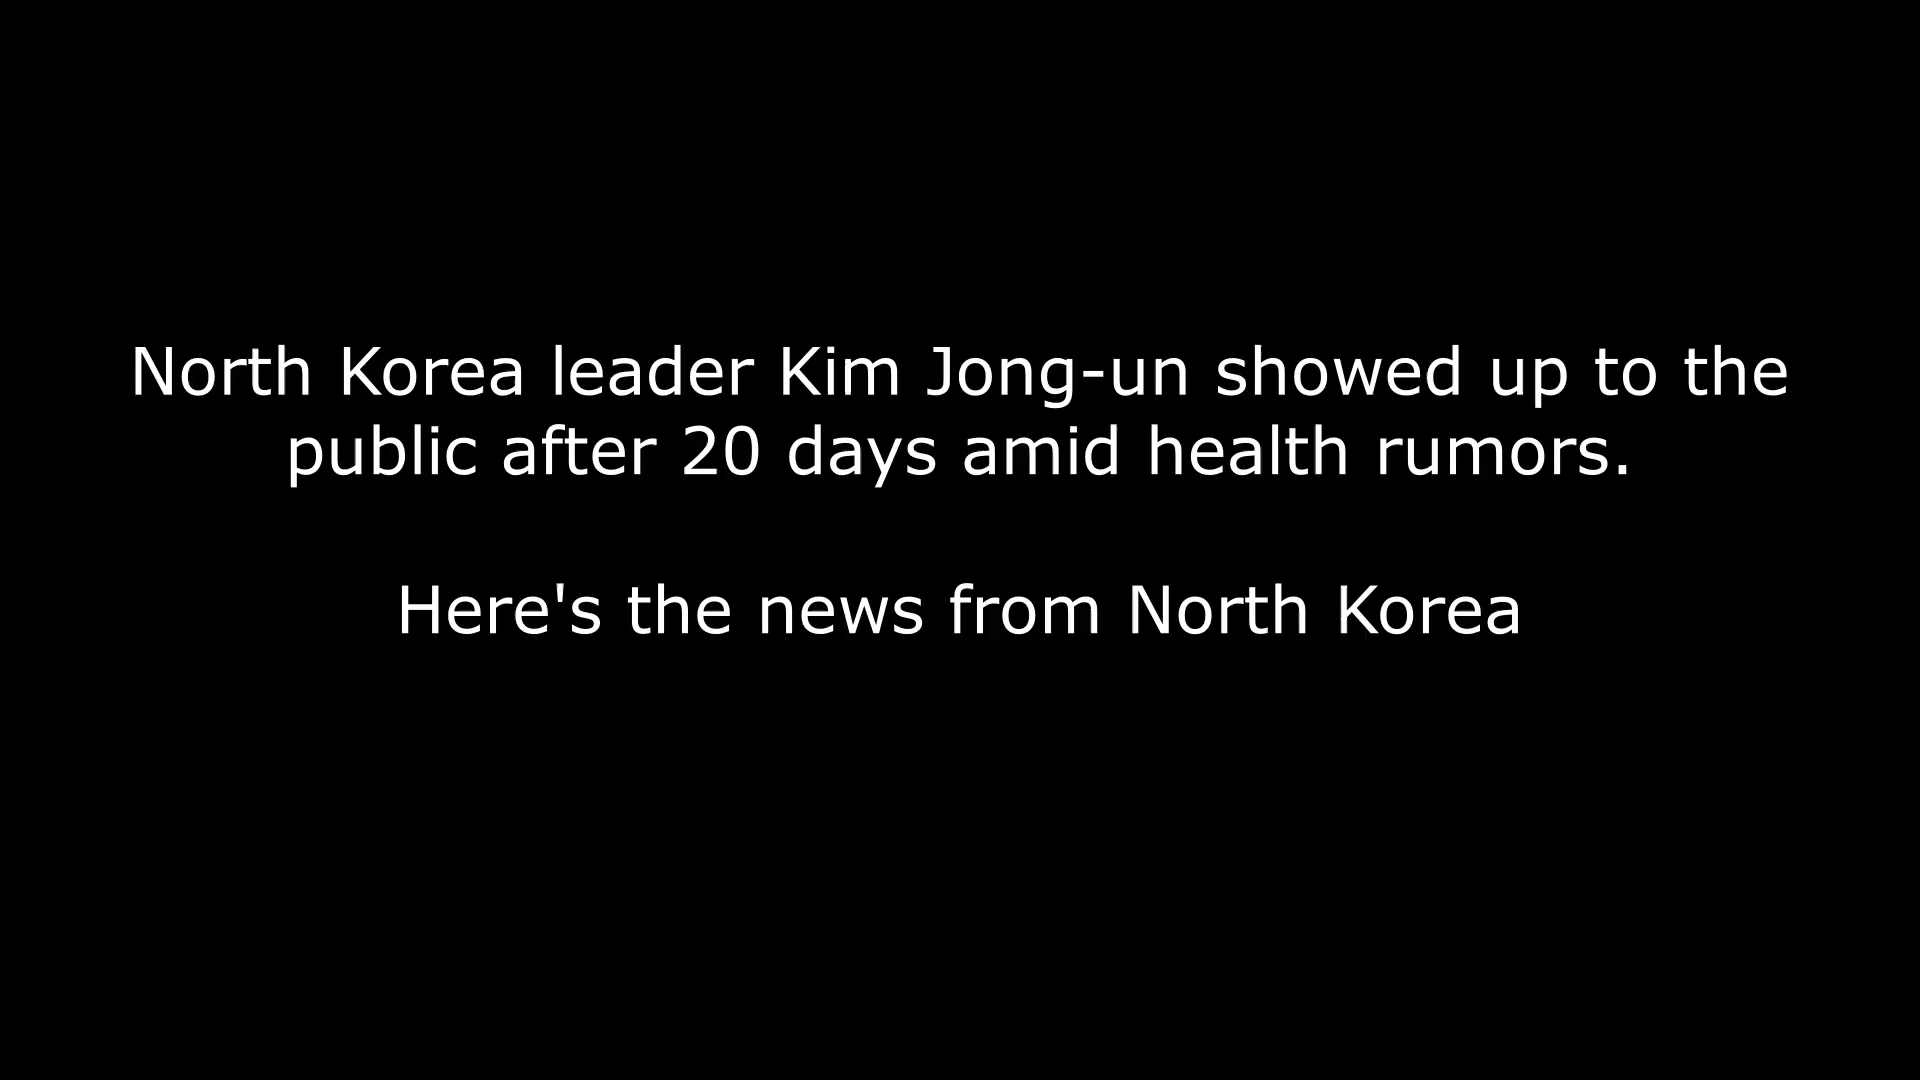 North Korea leader Kim Jong-un showed up to the
public after 20 days amid health rumors.
Here's the news from North Korea